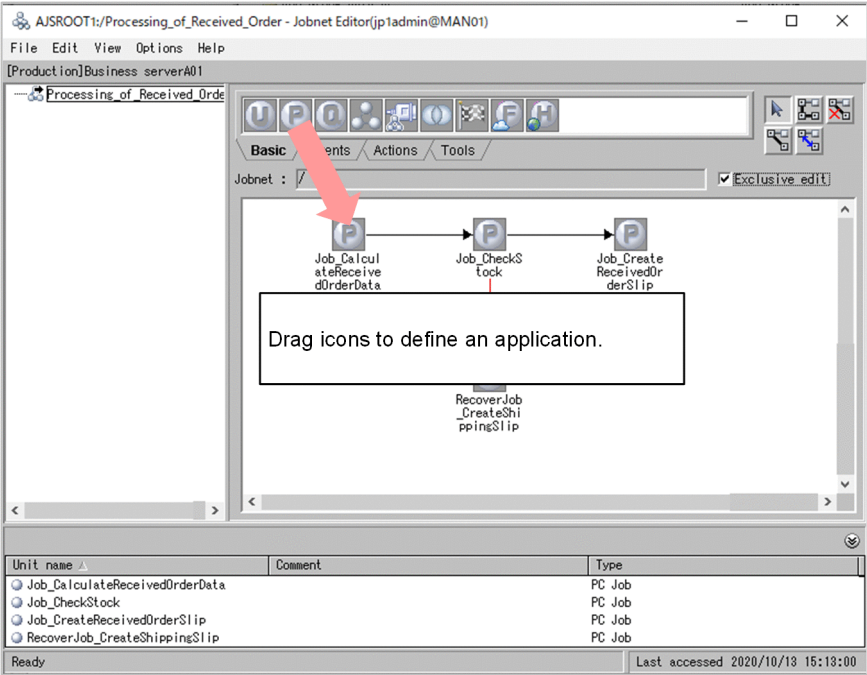 AJSROOT1:/Processing_of_Received_Order - Jobnet Editor(jp1admin@MAN01)
File Edit View Options Help
[Production]Business serverA01
Processing_of_Received_Orde
U P Q F H
Basic ents Actions Tools
Jobnet : /
Exclusive edit
P P P
Job_Calcul
ateReceive
dOrderData
Job_CheckS
tock
Job_Create
ReceivedOr
derSlip
Drag icons to define an application.
RecoverJob
_CreateShi
ppingSlip
Unit name Comment Type
Job_CalculateReceivedOrderData PC Job
Job_CheckStock PC Job
Job_CreateReceivedOrderSlip PC Job
RecoverJob_CreateShippingSlip PC Job
Ready Last accessed 2020/10/13 15:13:00